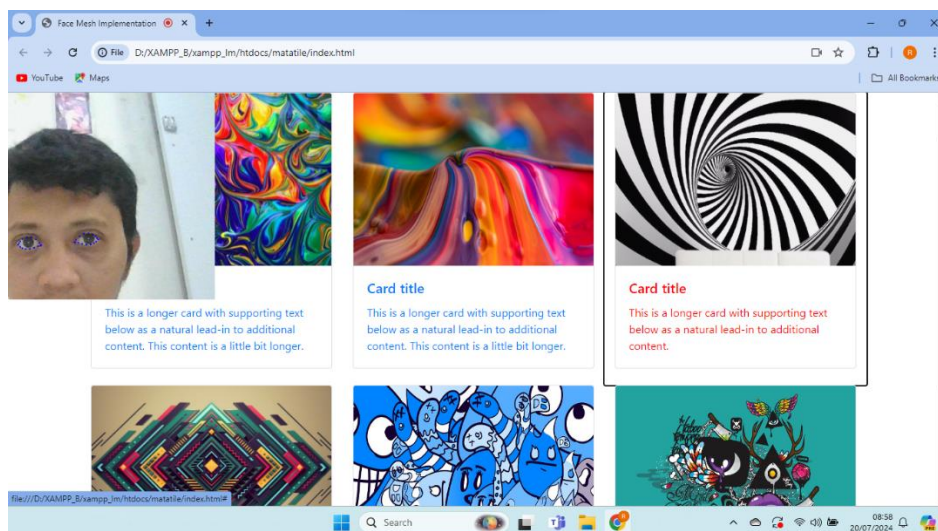 Face Mesh Implementation
File D:/XAMPP_B/xampp_lm/htdocs/matatile/index.html
R
YouTube Maps
All Bookmarks
This is a longer card with supporting text
below as a natural lead-in to additional
content. This content is a little bit longer.
Card title
This is a longer card with supporting text
below as a natural lead-in to additional
content. This content is a little bit longer.
Card title
This is a longer card with supporting text
below as a natural lead-in to additional
content.
file:///D:/XAMPP_B/xampp_lm/htdocs/matatile/index.html#
Search
08:58
20/07/2024